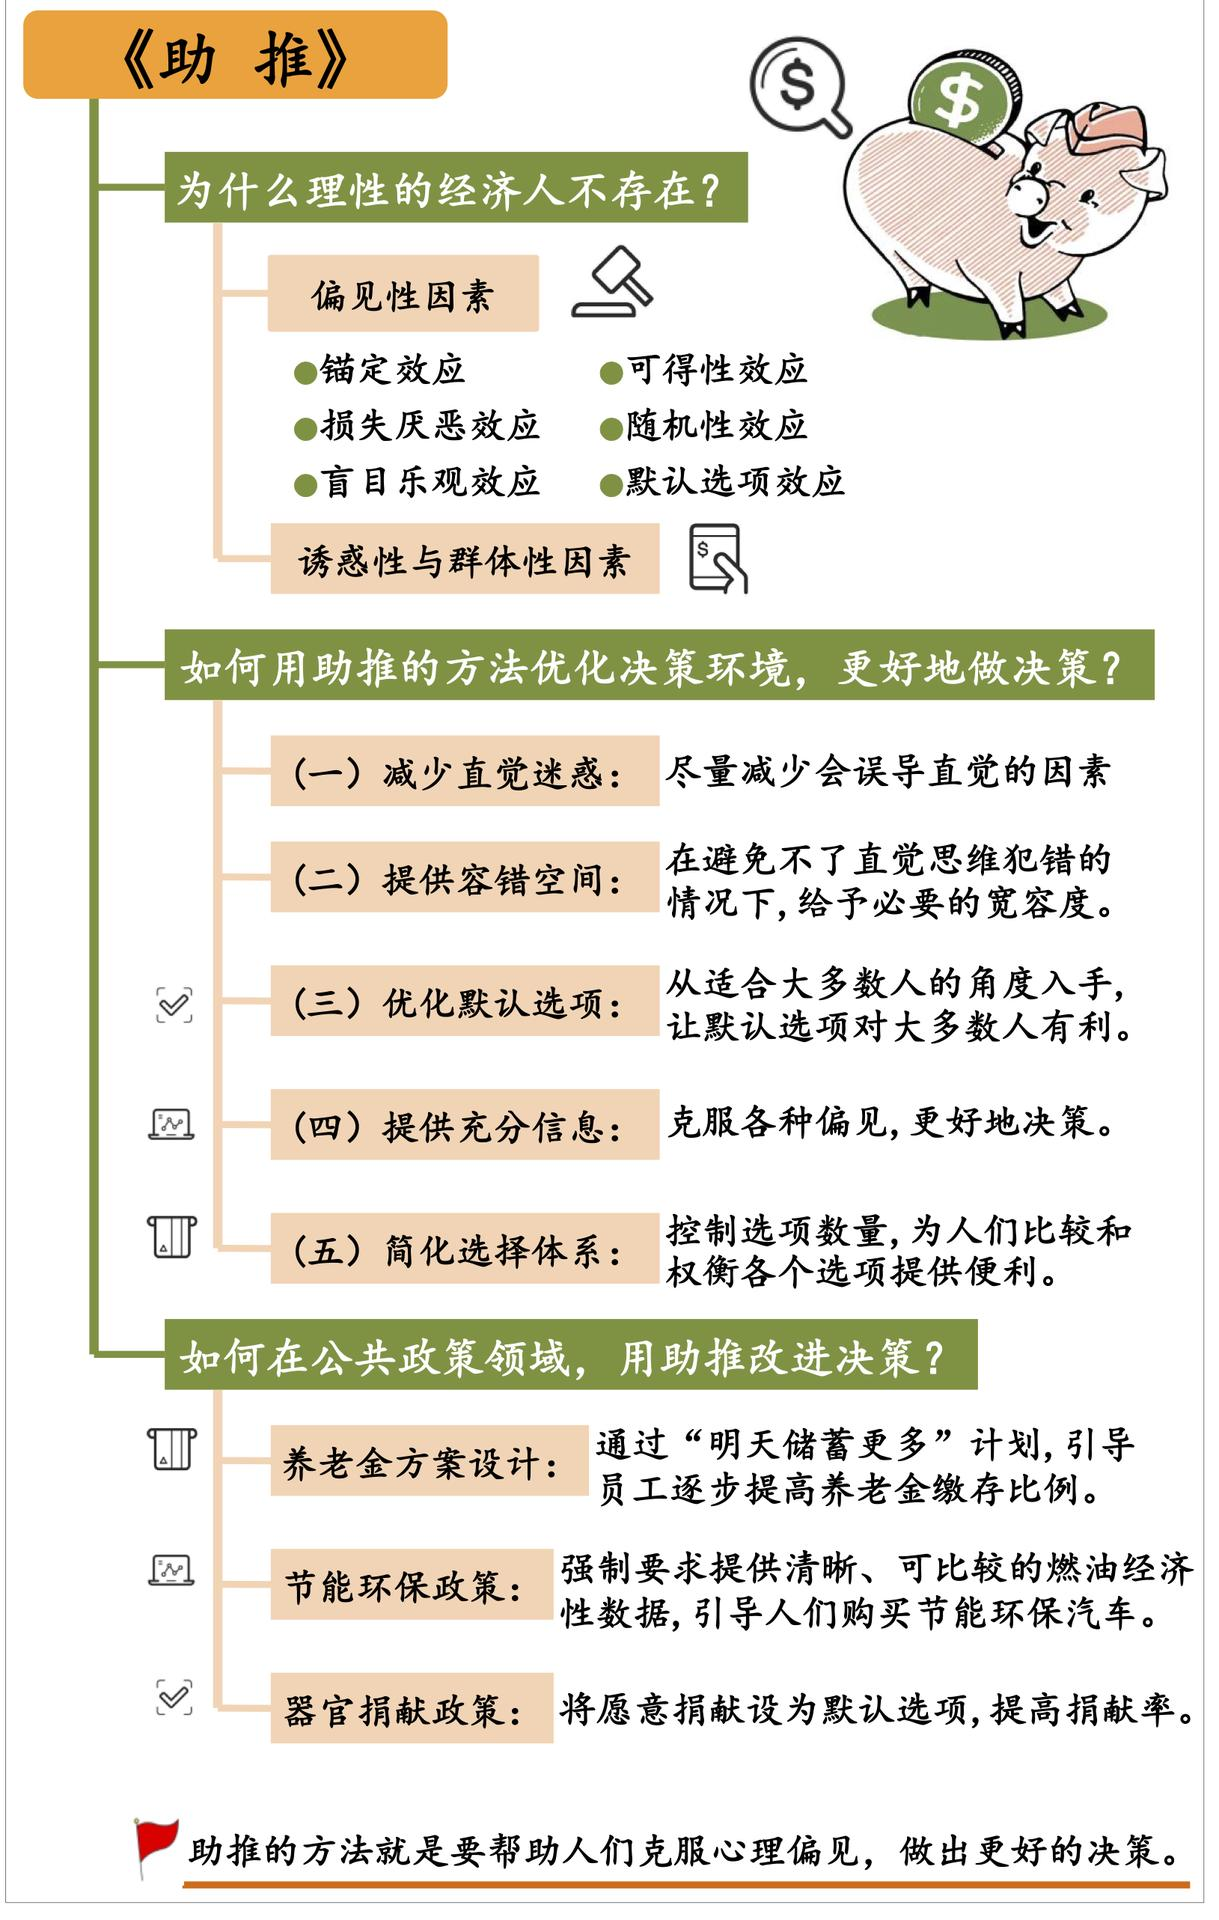 《助 推》
为什么理性的经济人不存在？
偏见性因素
●锚定效应
●可得性效应
●损失厌恶效应
●随机性效应
●盲目乐观效应
●默认选项效应
诱惑性与群体性因素
如何用助推的方法优化决策环境，更好地做决策？
（一）减少直觉迷惑：
尽量减少会误导直觉的因素
（二）提供容错空间：
在避免不了直觉思维犯错的
情况下，给予必要的宽容度。
（三）优化默认选项：
从适合大多数人的角度入手，
让默认选项对大多数人有利。
（四）提供充分信息：
克服各种偏见，更好地决策。
（五）简化选择体系：
控制选项数量，为人们比较和
权衡各个选项提供便利。
如何在公共政策领域，用助推改进决策？
养老金方案设计：
通过“明天储蓄更多”计划，引导
员工逐步提高养老金缴存比例。
节能环保政策：
强制要求提供清晰、可比较的燃油经济
性数据，引导人们购买节能环保汽车。
器官捐献政策：
将愿意捐献设为默认选项，提高捐献率。
助推的方法就是要帮助人们克服心理偏见，做出更好的决策。
$
$
$